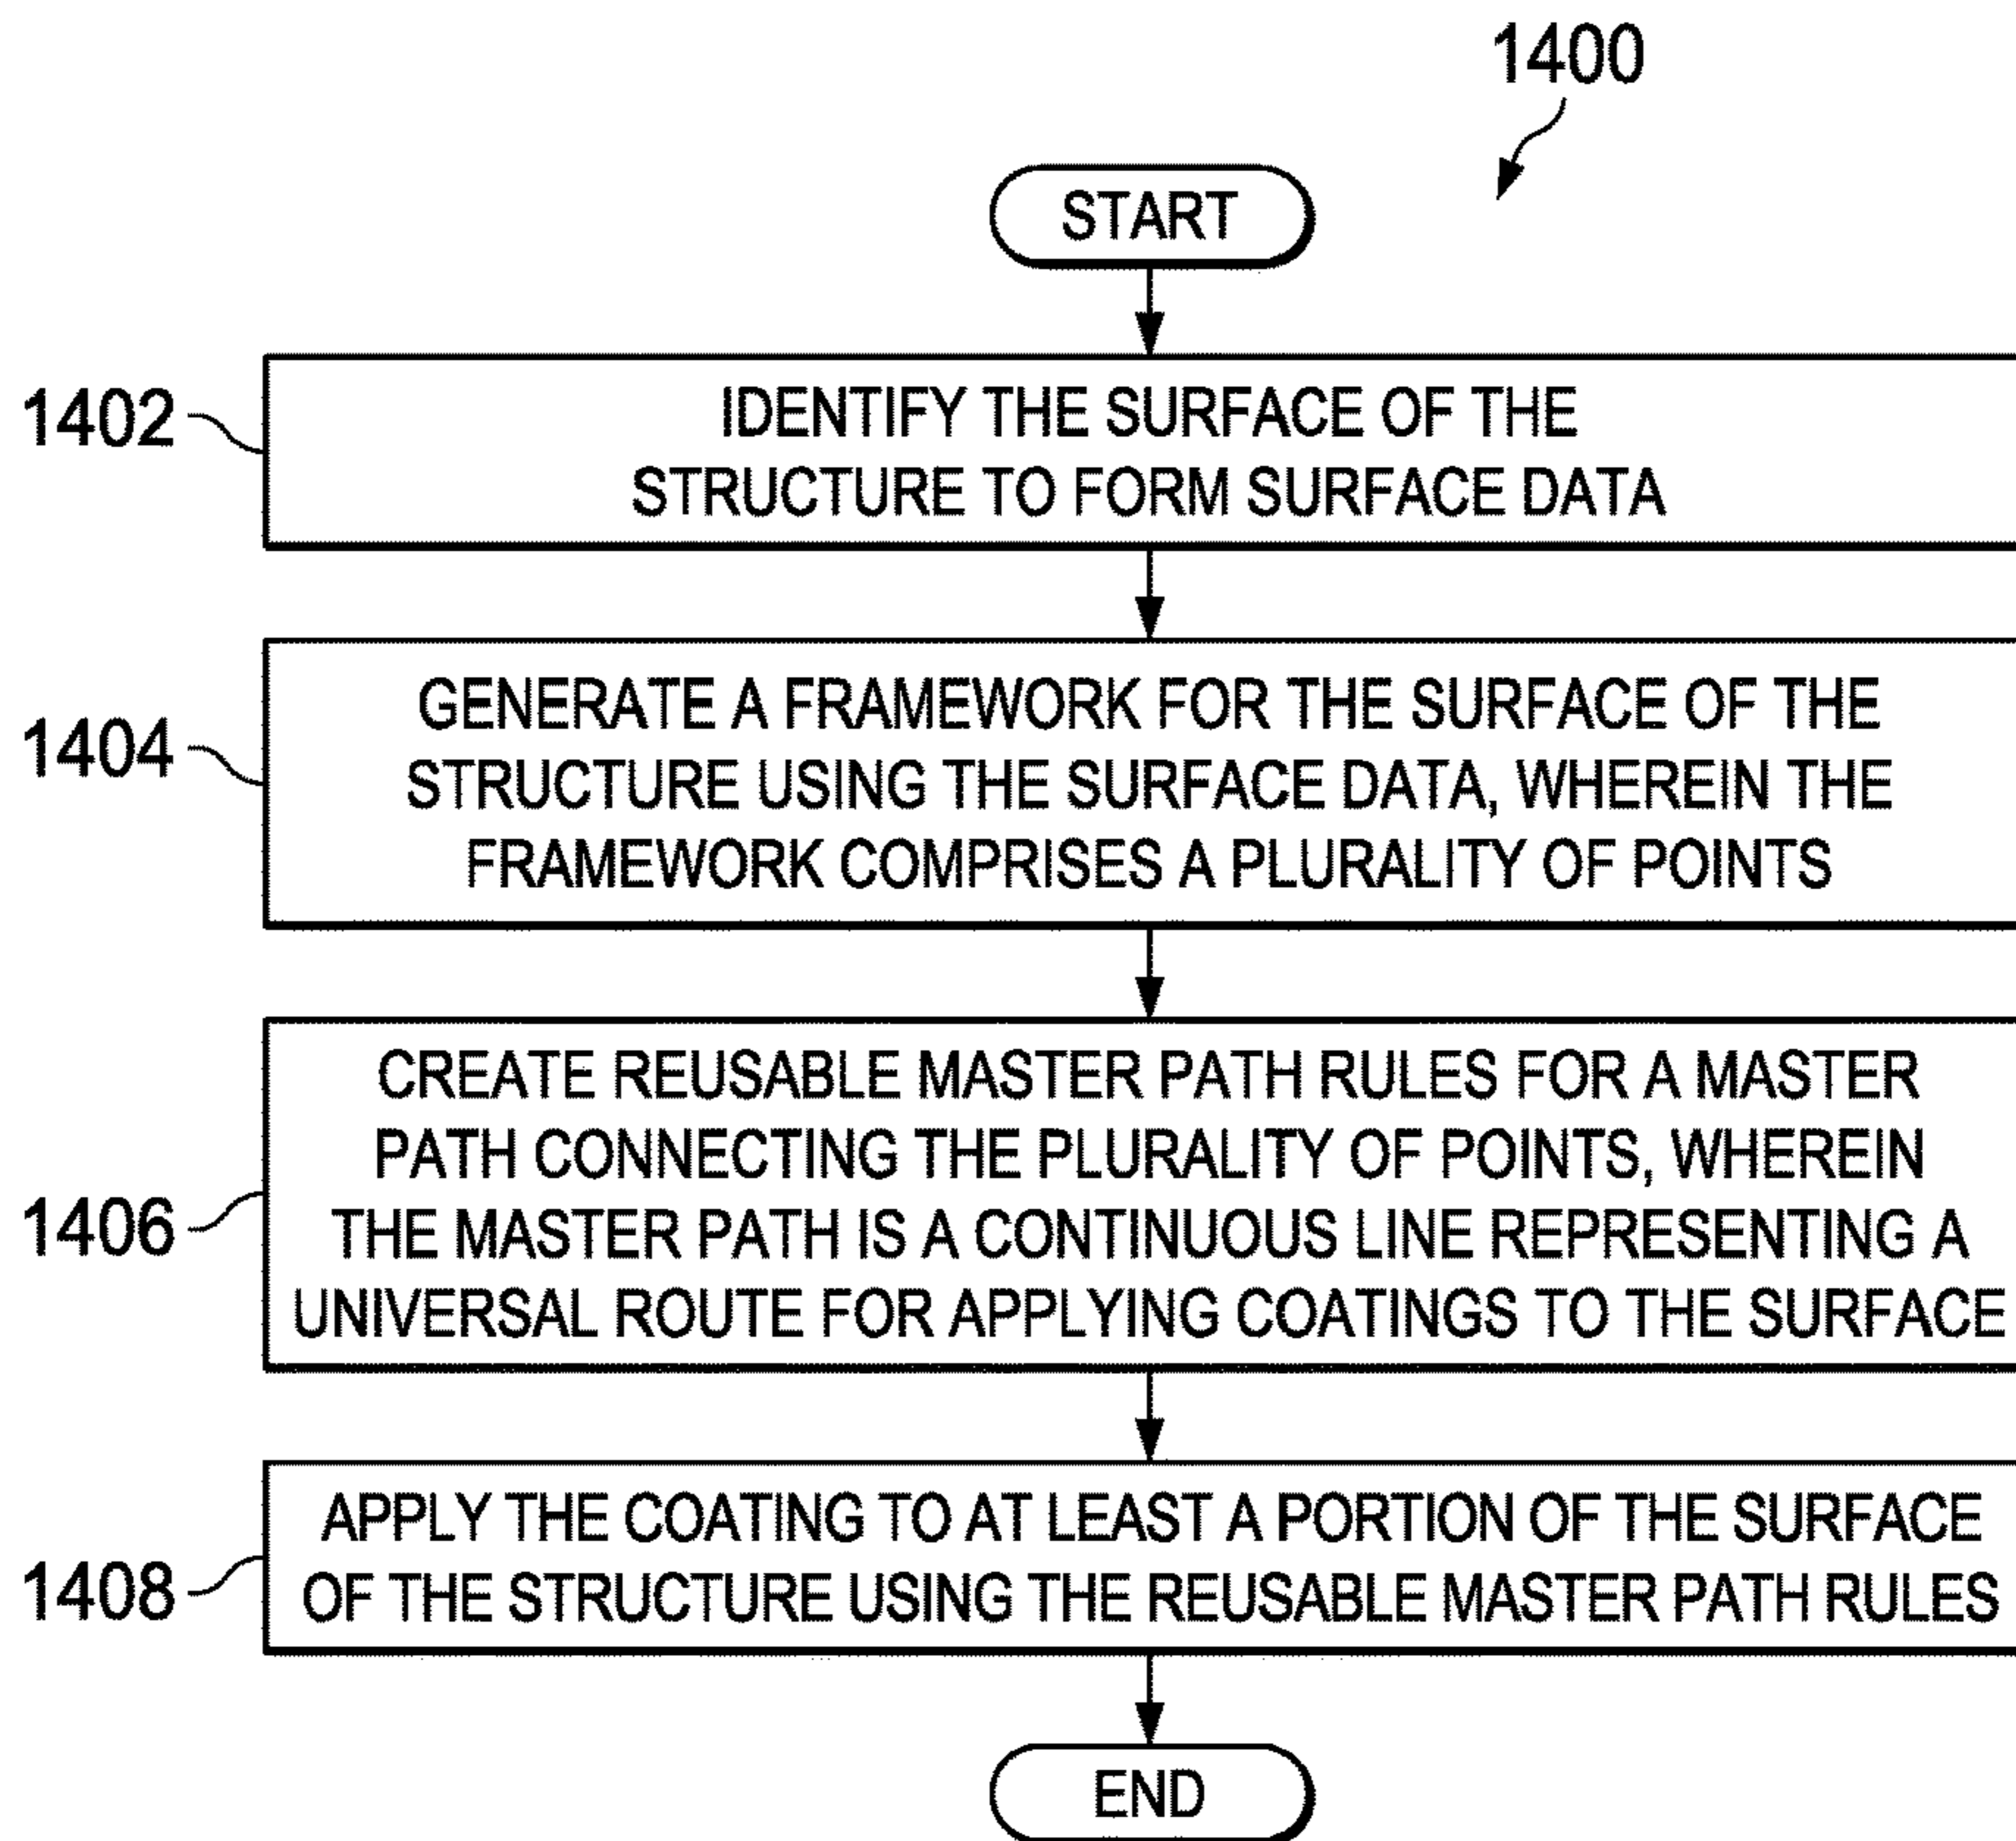 1400
START
1402
IDENTIFY THE SURFACE OF THE
STRUCTURE TO FORM SURFACE DATA
1404
GENERATE A FRAMEWORK FOR THE SURFACE OF THE
STRUCTURE USING THE SURFACE DATA, WHEREIN THE
FRAMEWORK COMPRISES A PLURALITY OF POINTS
1406
CREATE REUSABLE MASTER PATH RULES FOR A MASTER
PATH CONNECTING THE PLURALITY OF POINTS, WHEREIN
THE MASTER PATH IS A CONTINUOUS LINE REPRESENTING A
UNIVERSAL ROUTE FOR APPLYING COATINGS TO THE SURFACE
1408
APPLY THE COATING TO AT LEAST A PORTION OF THE SURFACE
OF THE STRUCTURE USING THE REUSABLE MASTER PATH RULES
END